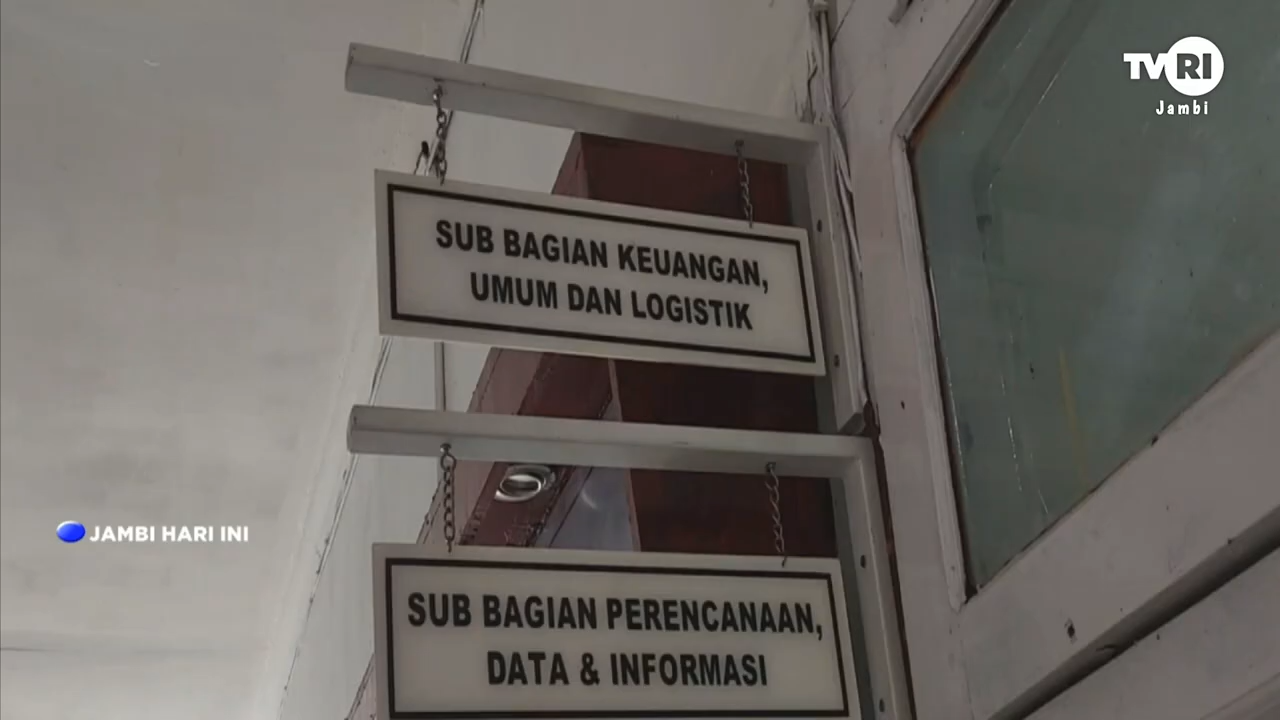 TVRI
Jambi
SUB BAGIAN KEUANGAN,
UMUM DAN LOGISTIK
JAMBI HARI INI
SUB BAGIAN PERENCANAAN,
DATA & INFORMASI